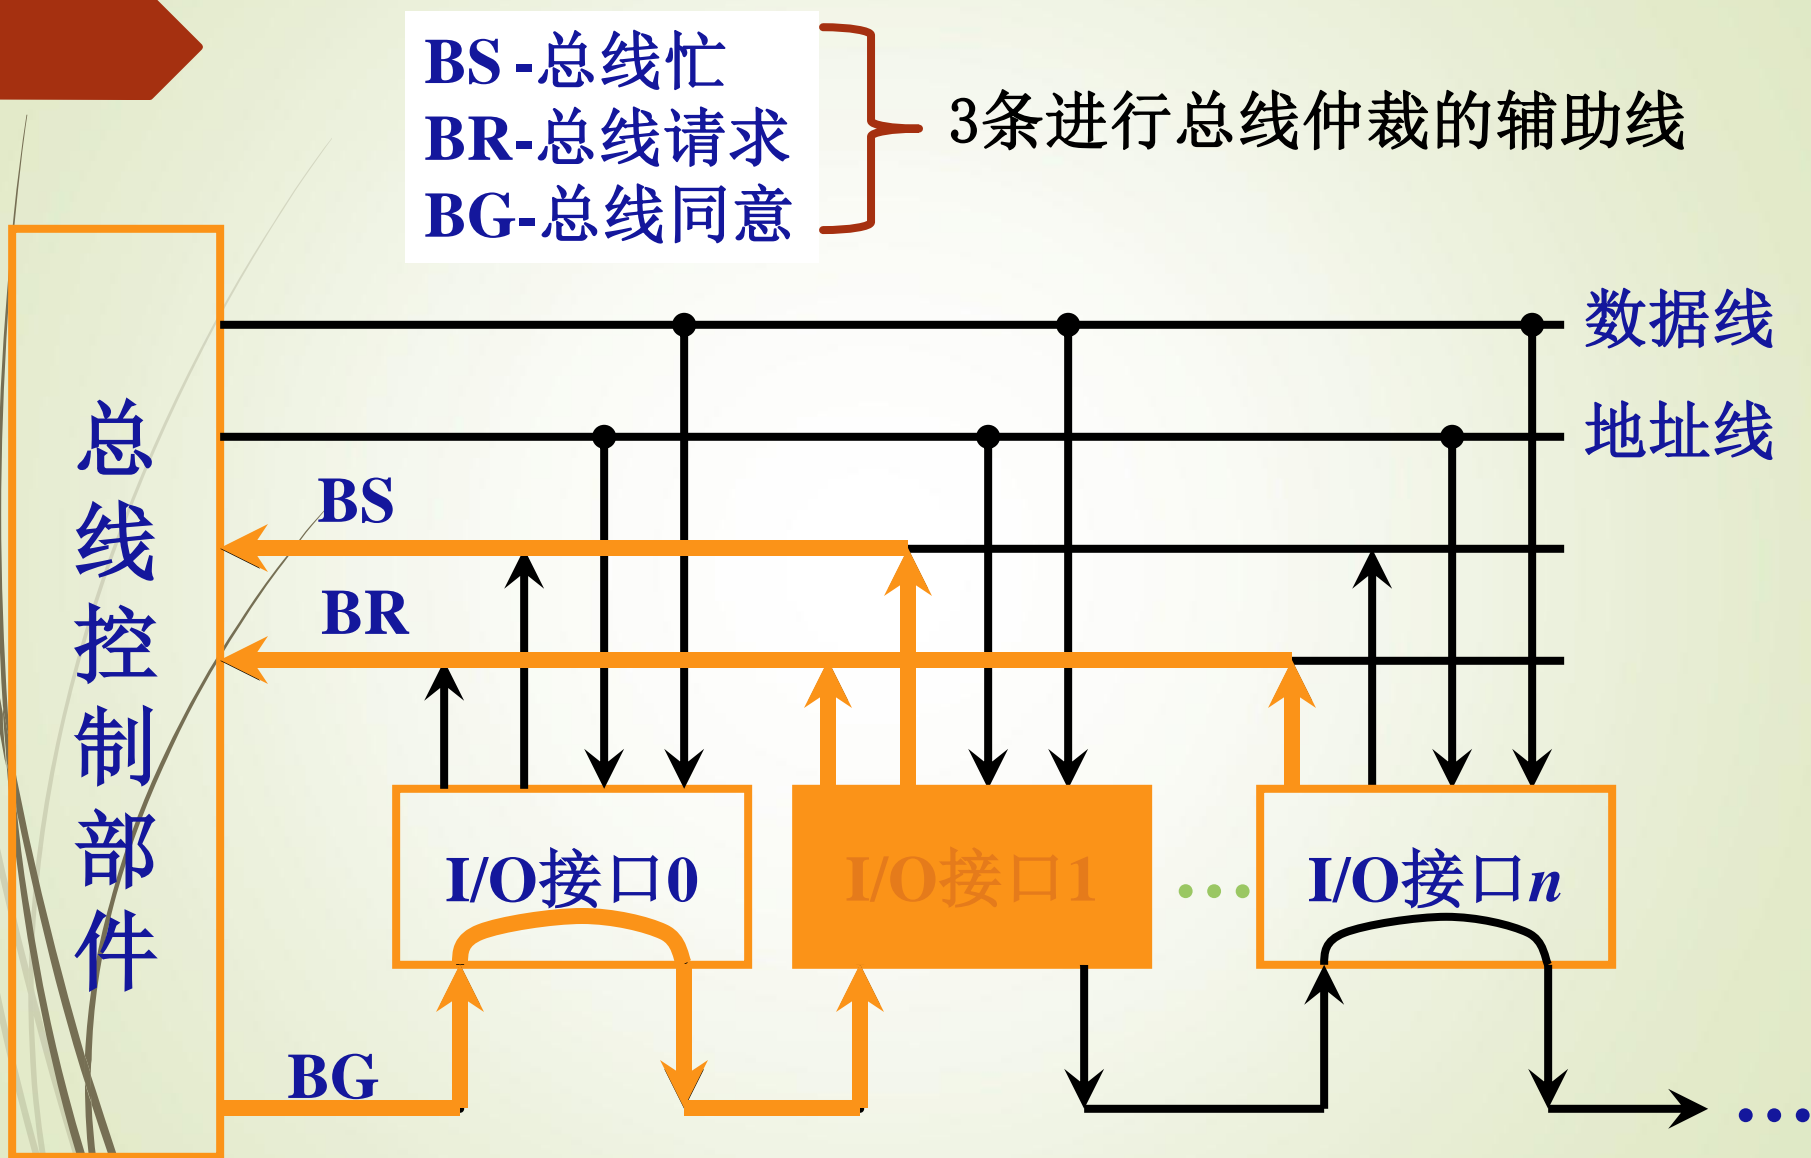 BS-总线忙
BR-总线请求
BG-总线同意
3条进行总线仲裁的辅助线
数据线
地址线
BS
BR
总线控制部件
I/O接口0
I/O接口1
…
I/O接口n
BG
…